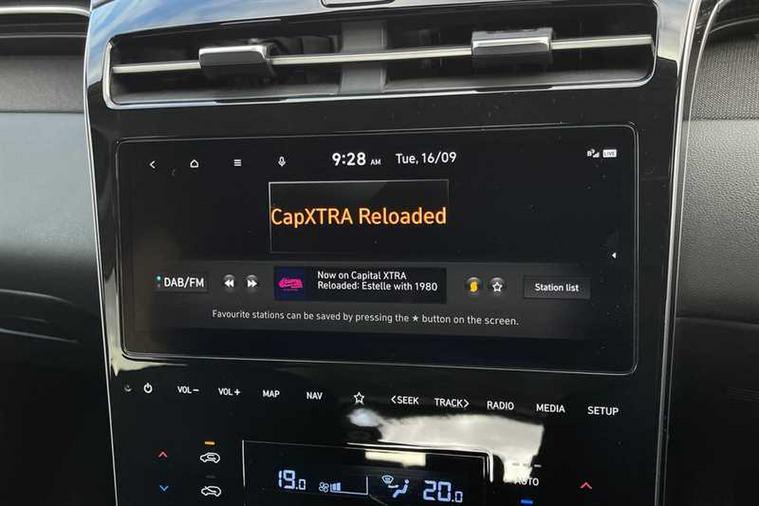 9:28 AM Tue, 16/09
LIVE
CapXTRA Reloaded
DAB/FM
Now on Capital XTRA
Reloaded: Estelle with 1980
Station list
Favourite stations can be saved by pressing the ★ button on the screen.
VOL− VOL+ MAP NAV ☆ <SEEK TRACK> RADIO MEDIA SETUP
19.0 20.0 AUTO